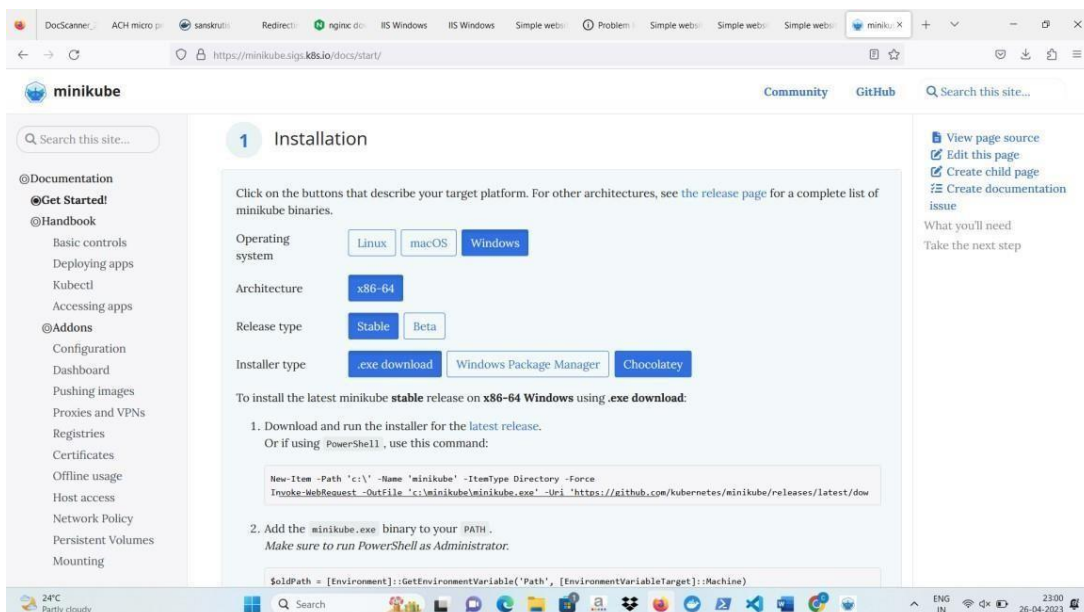 DocScanner_
ACH micro pr
sanskruti
Redirecti
nginc do
IIS Windows
IIS Windows
Simple websi
Problem
Simple websi
Simple webs
Simple webs
miniku
https://minikube.sigs.k8s.io/docs/start/
minikube
Community
GitHub
Search this site...
Search this site...
Documentation
Get Started!
Handbook
Basic controls
Deploying apps
Kubectl
Accessing apps
Addons
Configuration
Dashboard
Pushing images
Proxies and VPNs
Registries
Certificates
Offline usage
Host access
Network Policy
Persistent Volumes
Mounting
1 Installation
Click on the buttons that describe your target platform. For other architectures, see the release page for a complete list of
minikube binaries.
Operating
system
Linux
macOS
Windows
Architecture
x86-64
Release type
Stable
Beta
Installer type
.exe download
Windows Package Manager
Chocolatey
To install the latest minikube stable release on x86-64 Windows using .exe download:
1. Download and run the installer for the latest release.
Or if using PowerShell , use this command:
New-Item -Path 'c:\' -Name 'minikube' -ItemType Directory -Force
Invoke-WebRequest -OutFile 'c:\minikube\minikube.exe' -Uri 'https://github.com/kubernetes/minikube/releases/latest/dow
2. Add the minikube.exe binary to your PATH .
Make sure to run PowerShell as Administrator.
$oldPath = [Environment]::GetEnvironmentVariable('Path', [EnvironmentVariableTarget]::Machine)
View page source
Edit this page
Create child page
Create documentation
issue
What you'll need
Take the next step
24°C
Partly cloudy
Search
ENG
IN
23:00
26-04-2023